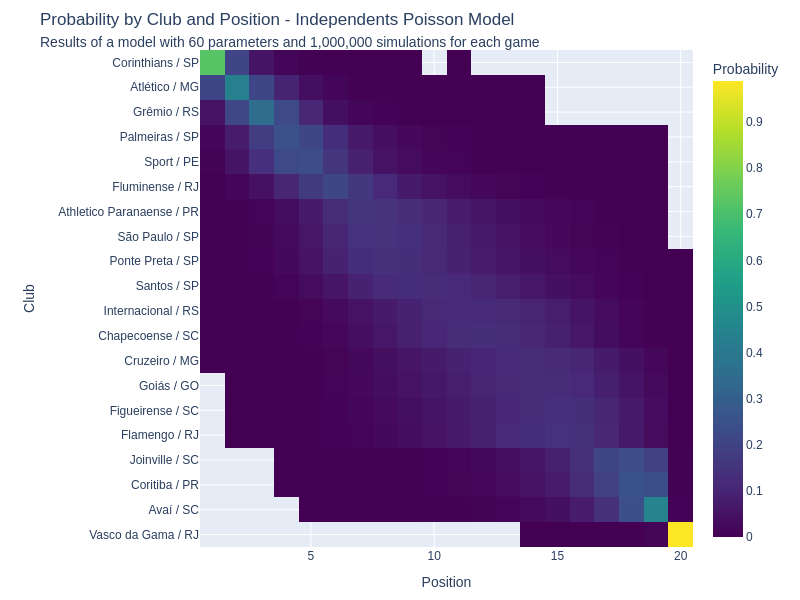 Probability by Club and Position - Independents Poisson Model
Results of a model with 60 parameters and 1,000,000 simulations for each game
Probability
Club
Corinthians / SP
Atlético / MG
Grêmio / RS
Palmeiras / SP
Sport / PE
Fluminense / RJ
Athletico Paranaense / PR
São Paulo / SP
Ponte Preta / SP
Santos / SP
Internacional / RS
Chapecoense / SC
Cruzeiro / MG
Goiás / GO
Figueirense / SC
Flamengo / RJ
Joinville / SC
Coritiba / PR
Avaí / SC
Vasco da Gama / RJ
0.9
0.8
0.7
0.6
0.5
0.4
0.3
0.2
0.1
0
5 10 15 20
Position